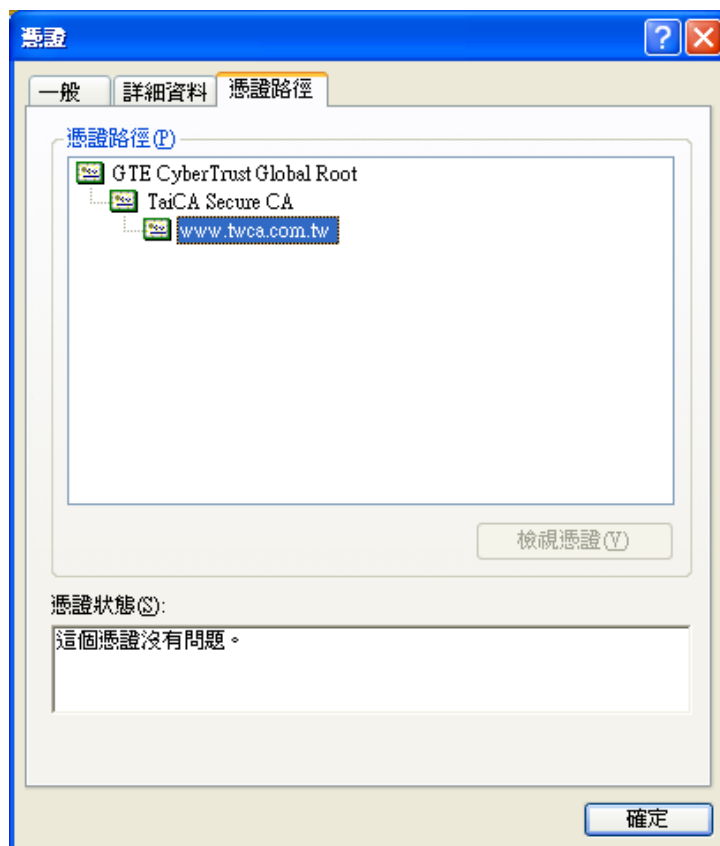 憑證
一般 詳細資料 憑證路徑
憑證路徑(P)
GTE CyberTrust Global Root
TaiCA Secure CA
www.twca.com.tw
檢視憑證(V)
憑證狀態(S):
這個憑證沒有問題。
確定